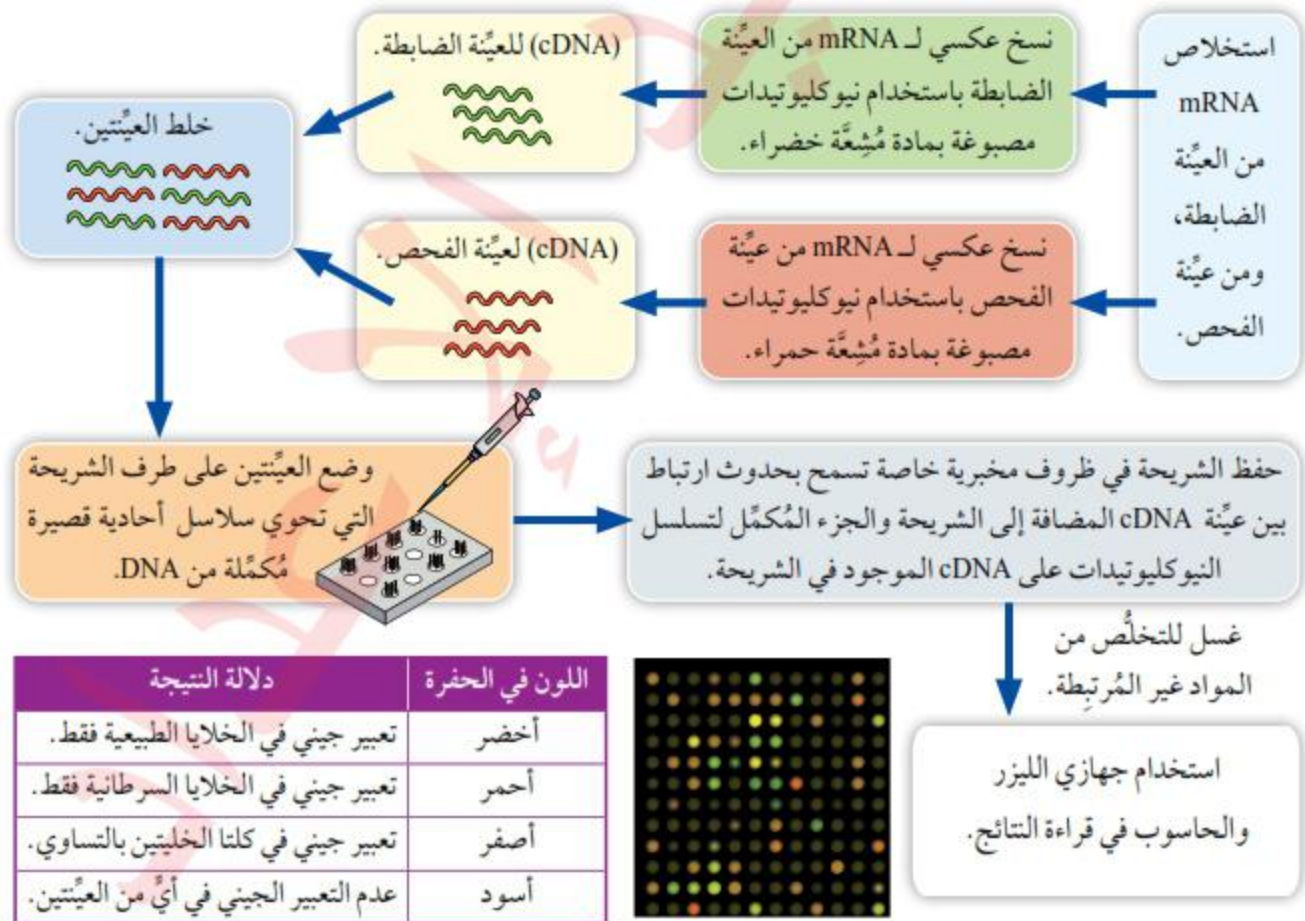 استخلاص
mRNA
من العيِّنة
الضابطة،
ومن عيِّنة
الفحص.
نسخ عكسي لـ mRNA من العيِّنة
الضابطة باستخدام نيوكليوتيدات
مصبوغة بمادة مُشِعَّة خضراء.
(cDNA) للعيِّنة الضابطة.
نسخ عكسي لـ mRNA من عيِّنة
الفحص باستخدام نيوكليوتيدات
مصبوغة بمادة مُشِعَّة حمراء.
(cDNA) لعيِّنة الفحص.
خلط العيِّنتين.
وضع العيِّنتين على طرف الشريحة
التي تحوي سلاسل أحادية قصيرة
مُكمِّلة من DNA.
حفظ الشريحة في ظروف مخبرية خاصة تسمح بحدوث ارتباط
بين عيِّنة cDNA المضافة إلى الشريحة والجزء المُكمِّل لتسلسل
النيوكليوتيدات على cDNA الموجود في الشريحة.
غسل للتخلُّص من
المواد غير المُرتبِطة.
استخدام جهازي الليزر
والحاسوب في قراءة النتائج.
اللون في الحفرة دلالة النتيجة
أخضر تعبير جيني في الخلايا الطبيعية فقط.
أحمر تعبير جيني في الخلايا السرطانية فقط.
أصفر تعبير جيني في كلتا الخليتين بالتساوي.
أسود عدم التعبير الجيني في أيٍّ من العيِّنتين.